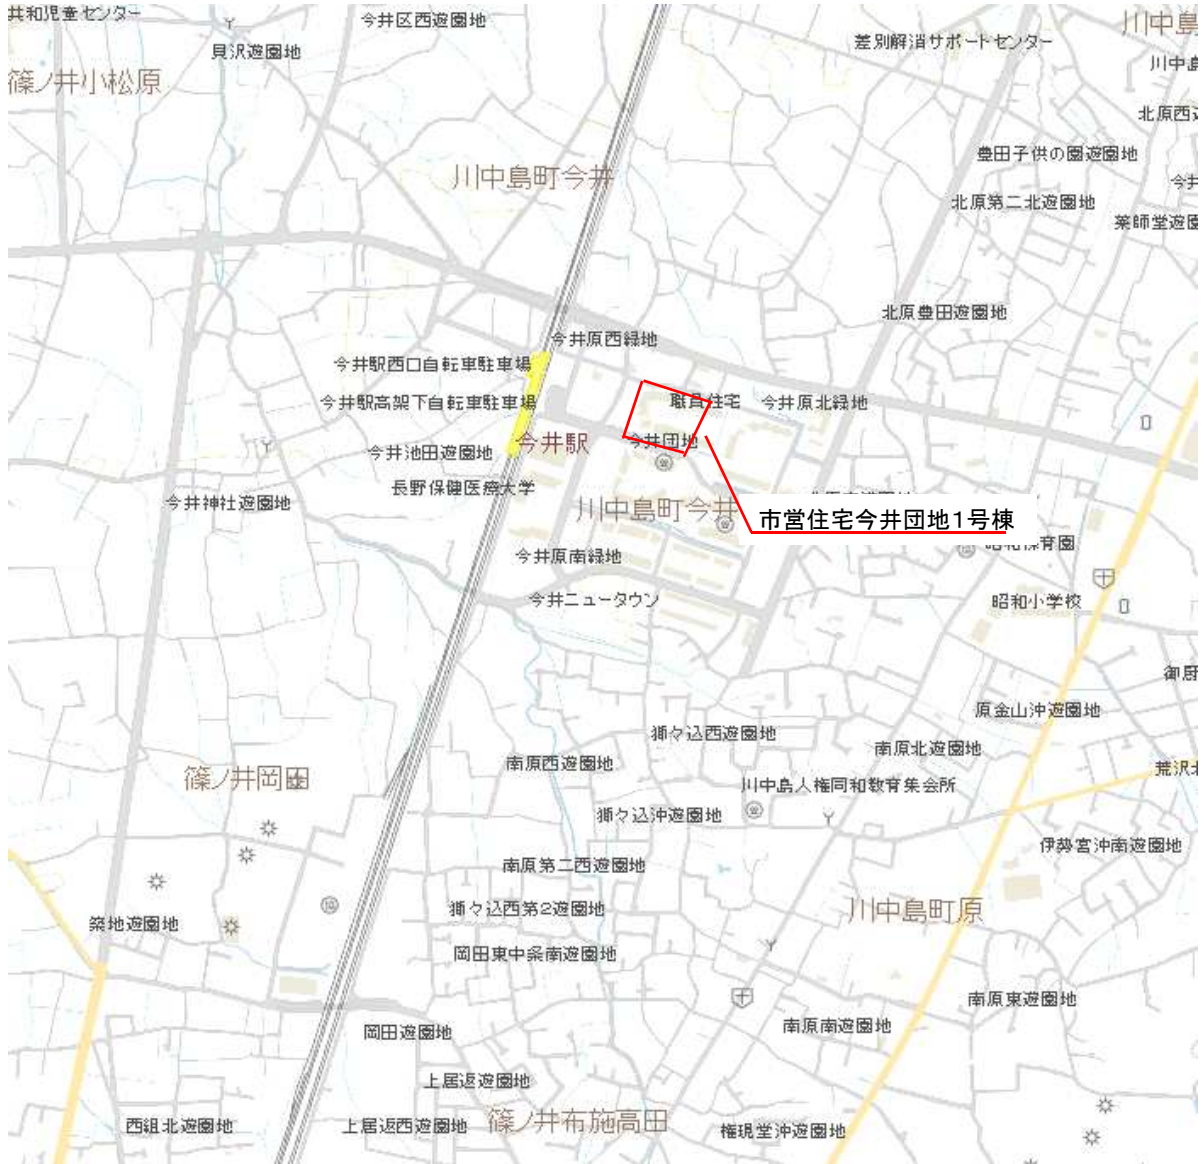 共和児童センター
今井区西遊園地
川中島
差別解消サポートセンター
貝沢遊園地
川中島
篠ノ井小松原
北原西
豊田子供の園遊園地
川中島町今井
今井
北原第二北遊園地
薬師堂遊園
北原豊田遊園地
今井原西緑地
今井駅西口自転車駐車場
職員住宅
今井駅高架下自転車駐車場
今井原北緑地
今井団地
今井駅
今井池田遊園地
長野保健医療大学
今井神社遊園地
川中島町今井
市営住宅今井団地1号棟
昭和保育園
今井原南緑地
今井ニュータウン
昭和小学校
御厨
原金山沖遊園地
獅々込西遊園地
南原北遊園地
南原西遊園地
荒沢北
篠ノ井岡田
川中島人権同和教育集会所
獅々込沖遊園地
伊勢宮沖南遊園地
南原第二西遊園地
獅々込西第2遊園地
川中島町原
築地遊園地
岡田東中条南遊園地
南原東遊園地
南原南遊園地
岡田遊園地
上居返遊園地
西組北遊園地
上居返西遊園地
篠ノ井布施高田
権現堂沖遊園地